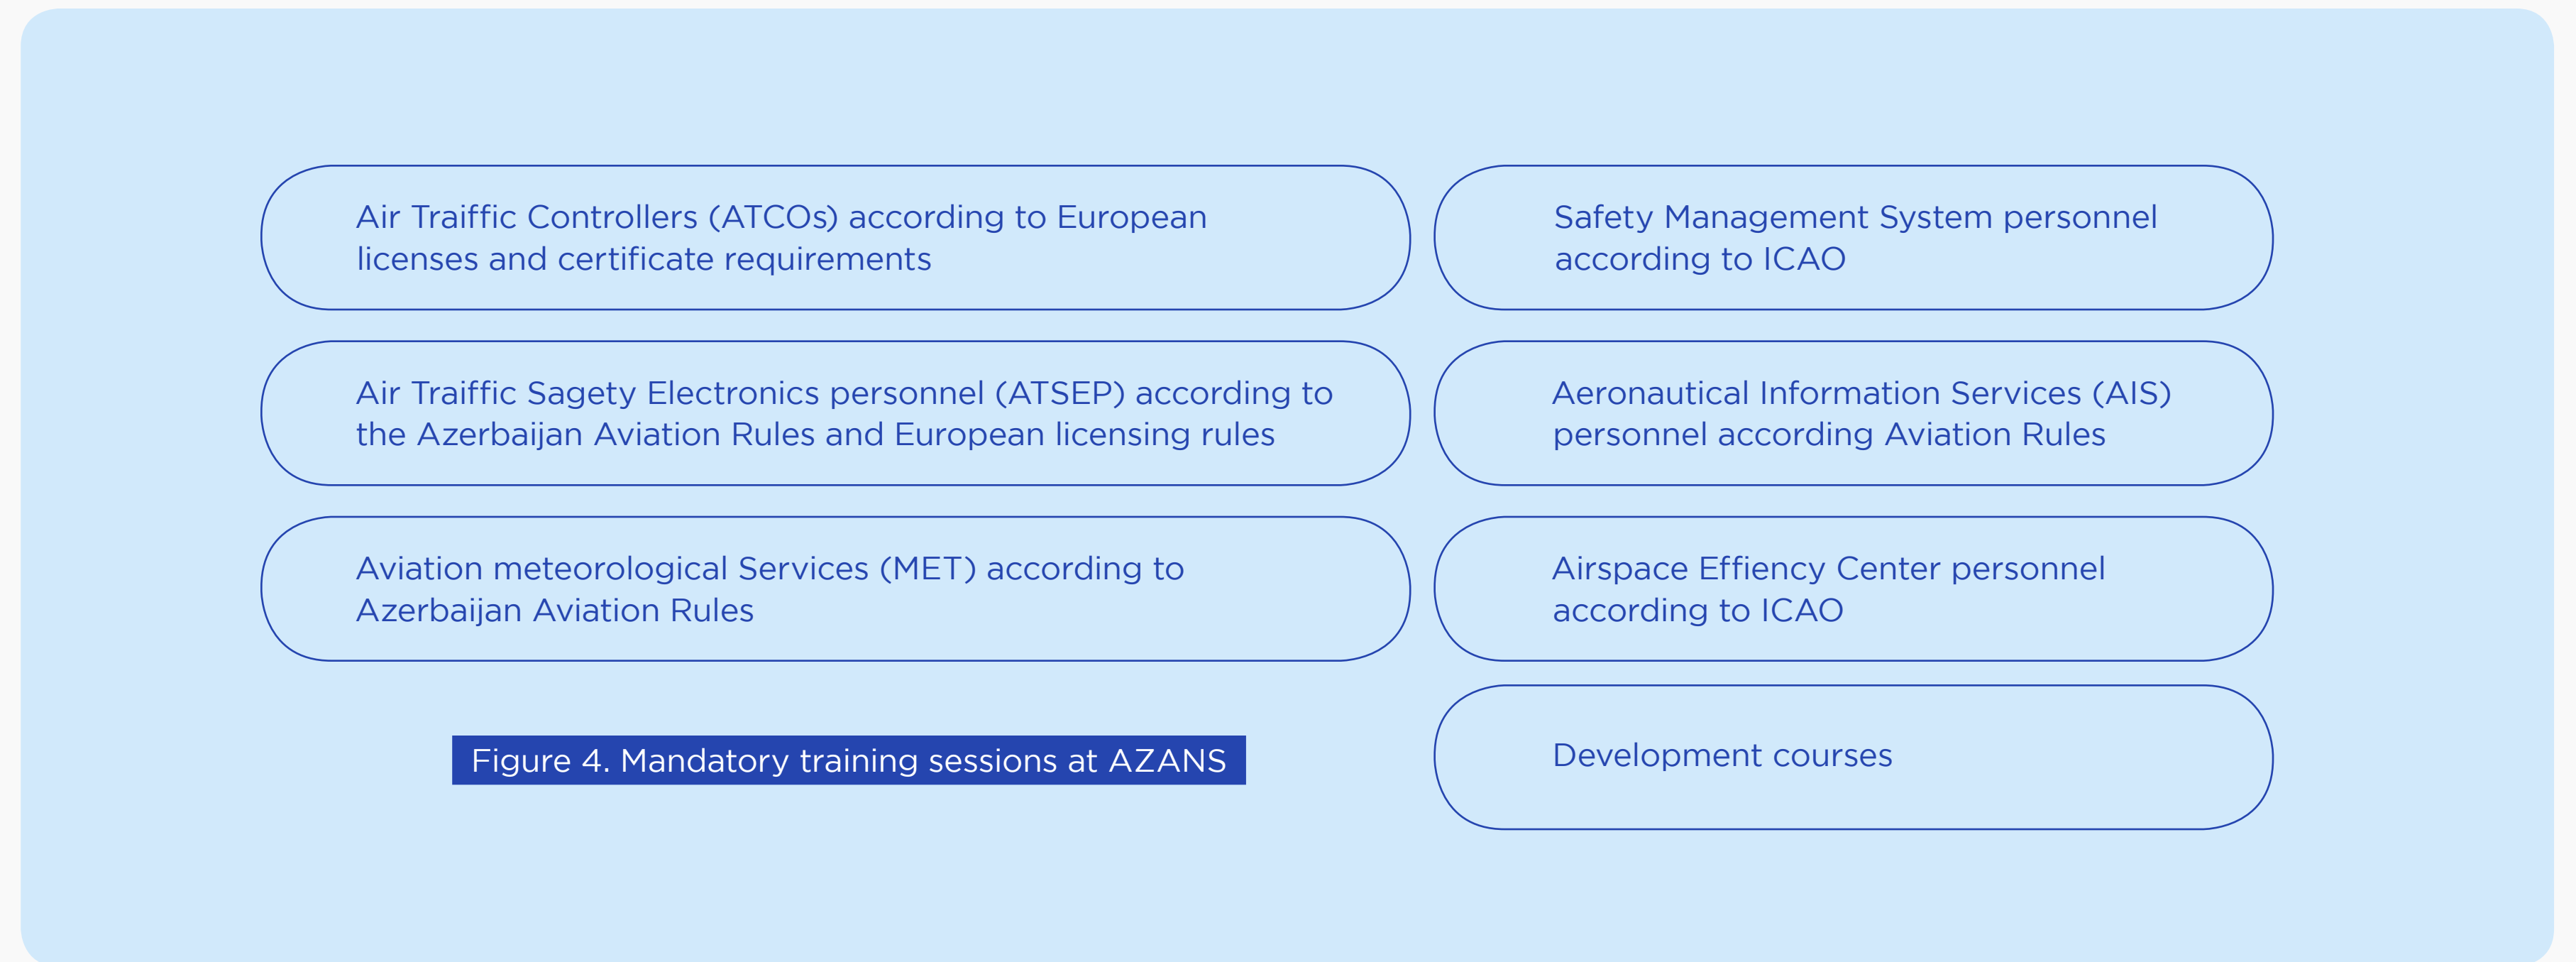 Air Traiffic Controllers (ATCOs) according to European
licenses and certificate requirements
Safety Management System personnel
according to ICAO
Air Traiffic Sagety Electronics personnel (ATSEP) according to
the Azerbaijan Aviation Rules and European licensing rules
Aeronautical Information Services (AIS)
personnel according Aviation Rules
Aviation meteorological Services (MET) according to
Azerbaijan Aviation Rules
Airspace Effiency Center personnel
according to ICAO
Figure 4. Mandatory training sessions at AZANS
Development courses